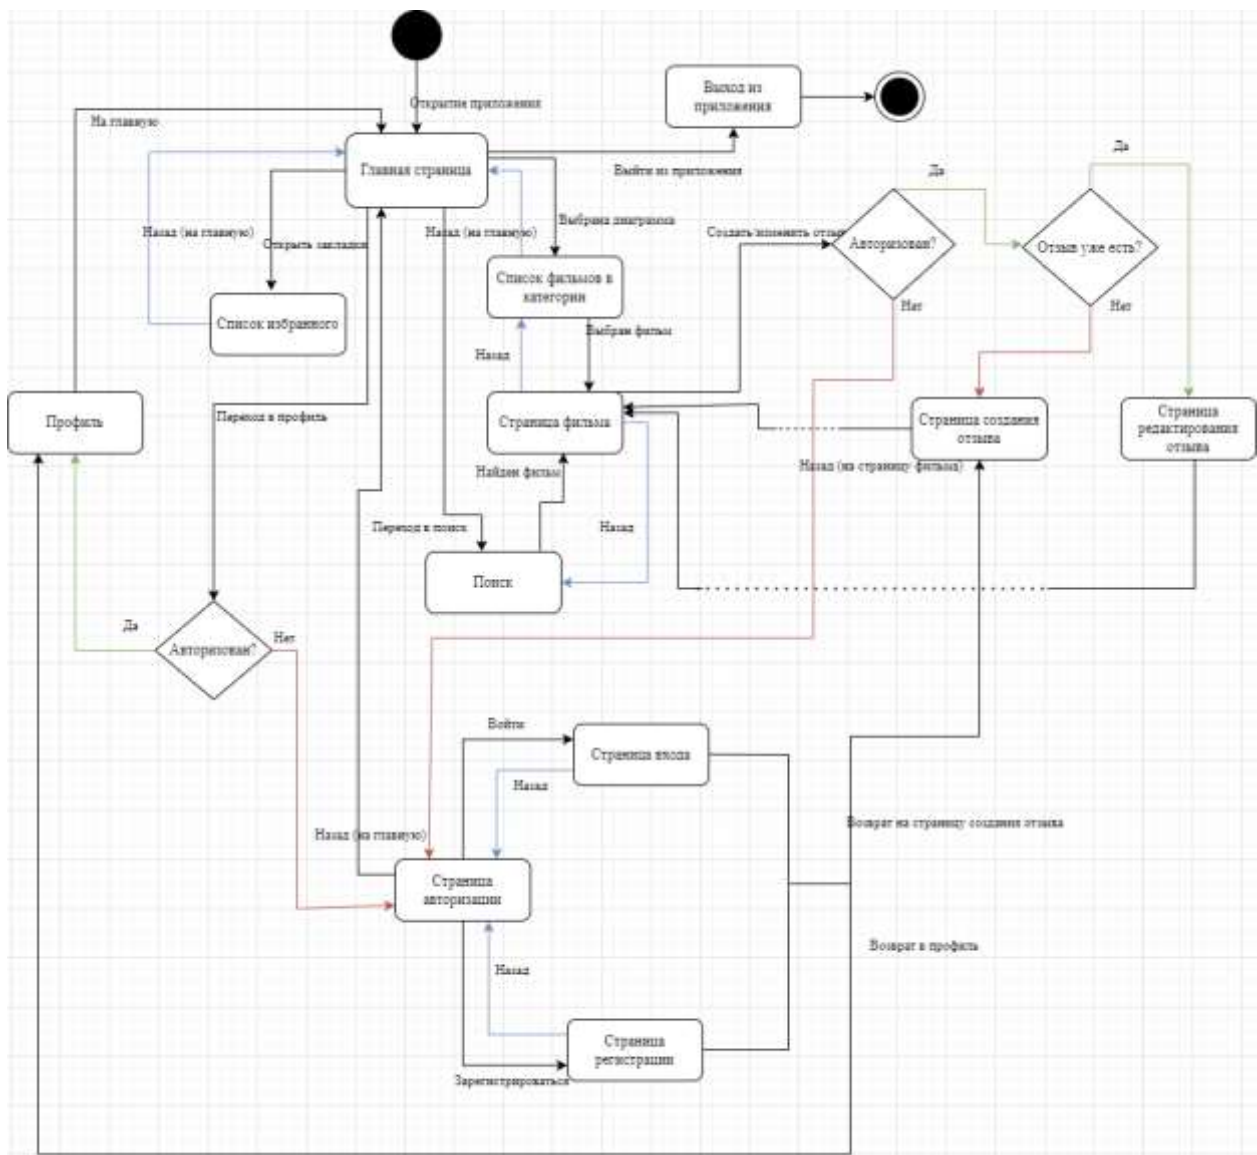 Открытие приложения
Выход из
приложения
На главную
Главная страница
Выйти из приложения
Да
Да
Назад (на главную)
Открыть закладки
Назад (на главную)
Выбрана диаграмма
Создать/изменить отзыв
Авторизован?
Отзыв уже есть?
Список фильмов в
категории
Список избранного
Нет
Нет
Выбран фильм
Назад
Профиль
Переход в профиль
Страница фильма
Страница создания
отзыва
Страница
редактирования
отзыва
Найден фильм
Назад (на страницу фильма)
Переход в поиск
Назад
Поиск
Да
Нет
Авторизован?
Войти
Страница входа
Назад
Назад (на главную)
Возврат на страницу создания отзыва
Страница
авторизации
Возврат в профиль
Назад
Страница
регистрации
Зарегистрироваться